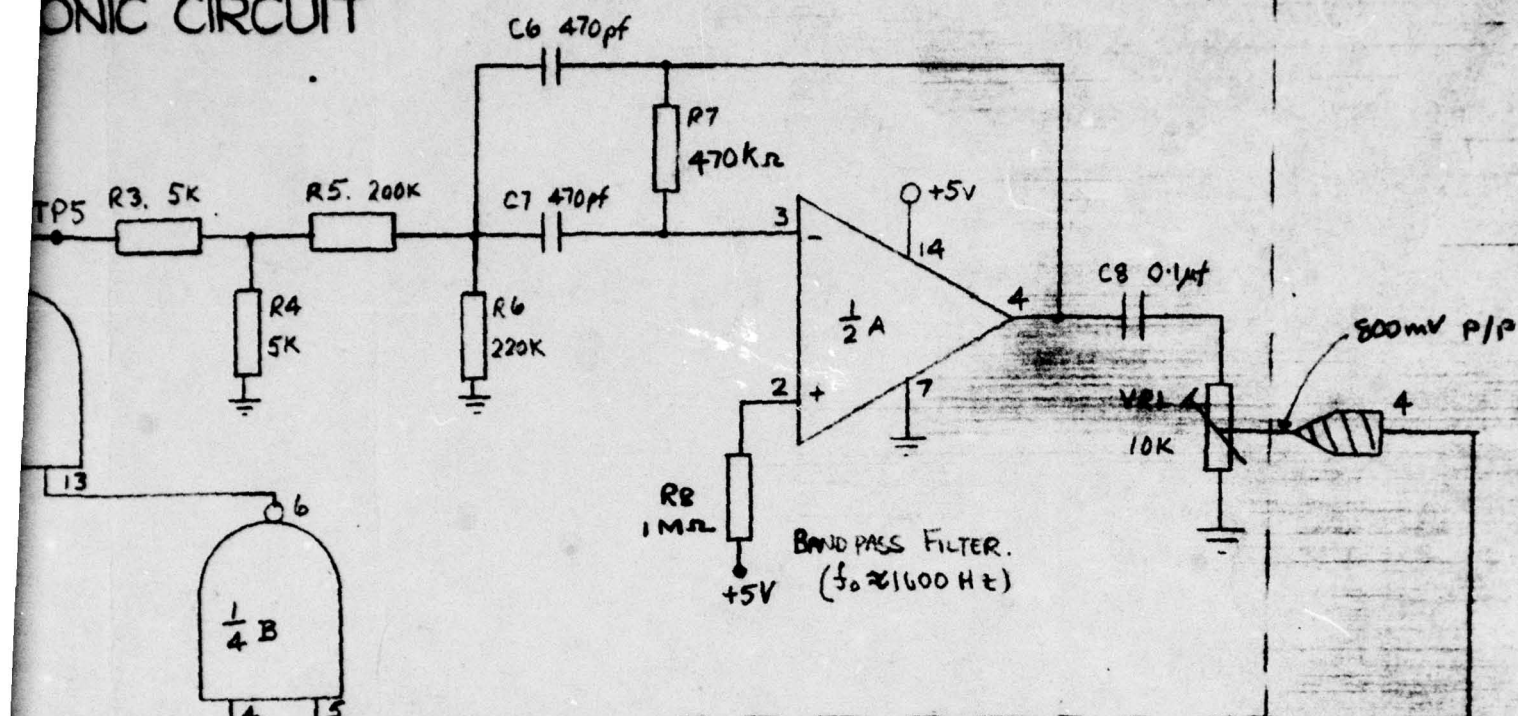 ONIC CIRCUIT
C6 470pf
R7
470KΩ
TP5
R3. 5K
R5. 200K
C7 470pf
3
-
+5V
14
R4
5K
R6
220K
1/2 A
4
C8 0.1μf
800mV P/P
2
+
7
VR1
10K
4
13
6
R8
1MΩ
+5V
BANDPASS FILTER.
(f₀ ≈ 1600 Hz)
1/4 B
4
5